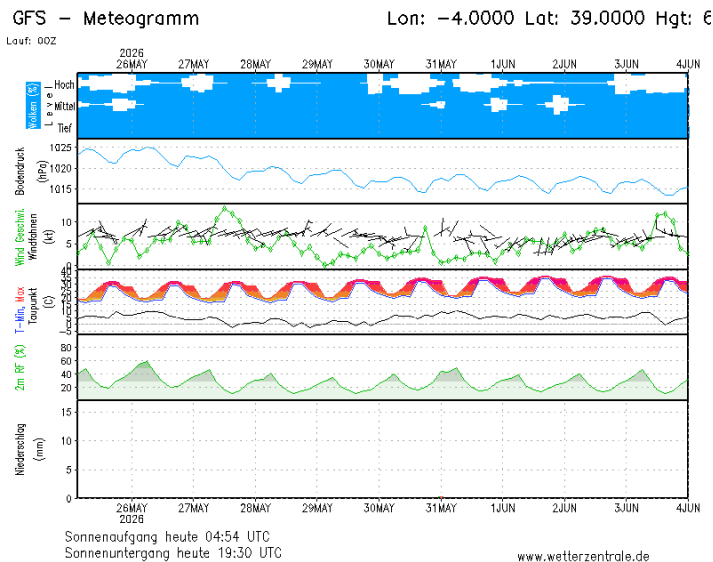 GFS – Meteogramm
Lon: −4.0000 Lat: 39.0000 Hgt: 6
Lauf: 00Z
2026
26MAY 27MAY 28MAY 29MAY 30MAY 31MAY 1JUN 2JUN 3JUN 4JUN
Wolken (%)
Level
Hoch
Mittel
Tief
Bodendruck
(hPa)
1025
1020
1015
Wind Geschwi.
Windfahnen
(kt)
10
5
0
T-Min, Max
Taupunkt
(C)
40
35
30
25
20
15
10
5
0
−5
2m RF (%)
80
60
40
20
Niederschlag
(mm)
15
10
5
0
26MAY 27MAY 28MAY 29MAY 30MAY 31MAY 1JUN 2JUN 3JUN 4JUN
2026
Sonnenaufgang heute 04:54 UTC
Sonnenuntergang heute 19:30 UTC
www.wetterzentrale.de